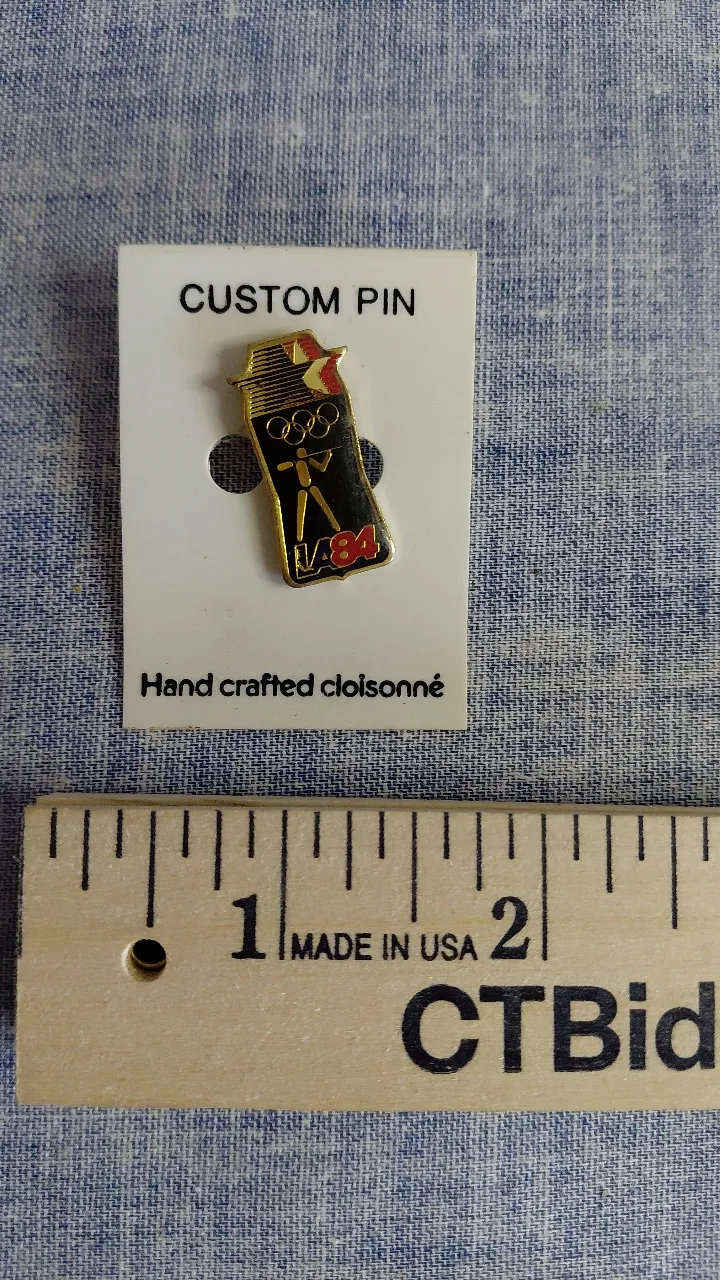 CUSTOM PIN
LA84
Hand crafted cloisonné
1 MADE IN USA 2
CTBid